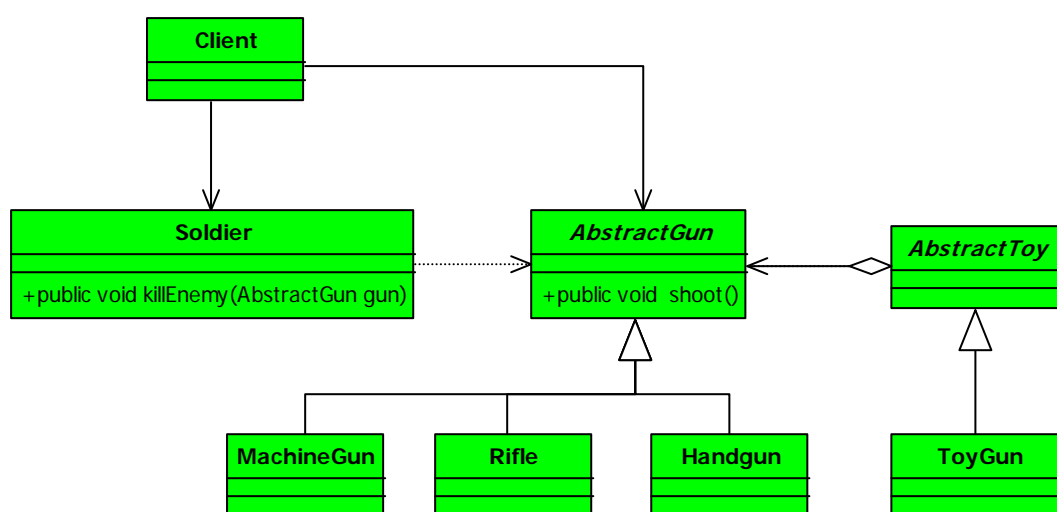 Client
Soldier
+public void killEnemy(AbstractGun gun)
AbstractGun
+public void shoot()
AbstractToy
MachineGun
Rifle
Handgun
ToyGun